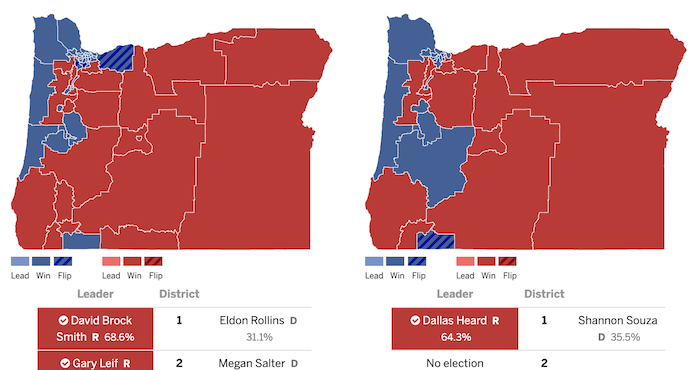 Lead Win Flip Lead Win Flip
Leader District
David Brock 1 Eldon Rollins D
Smith R 68.6% 31.1%
Gary Leif R 2 Megan Salter D
Lead Win Flip Lead Win Flip
Leader District
Dallas Heard R 1 Shannon Souza
64.3% D 35.5%
No election 2